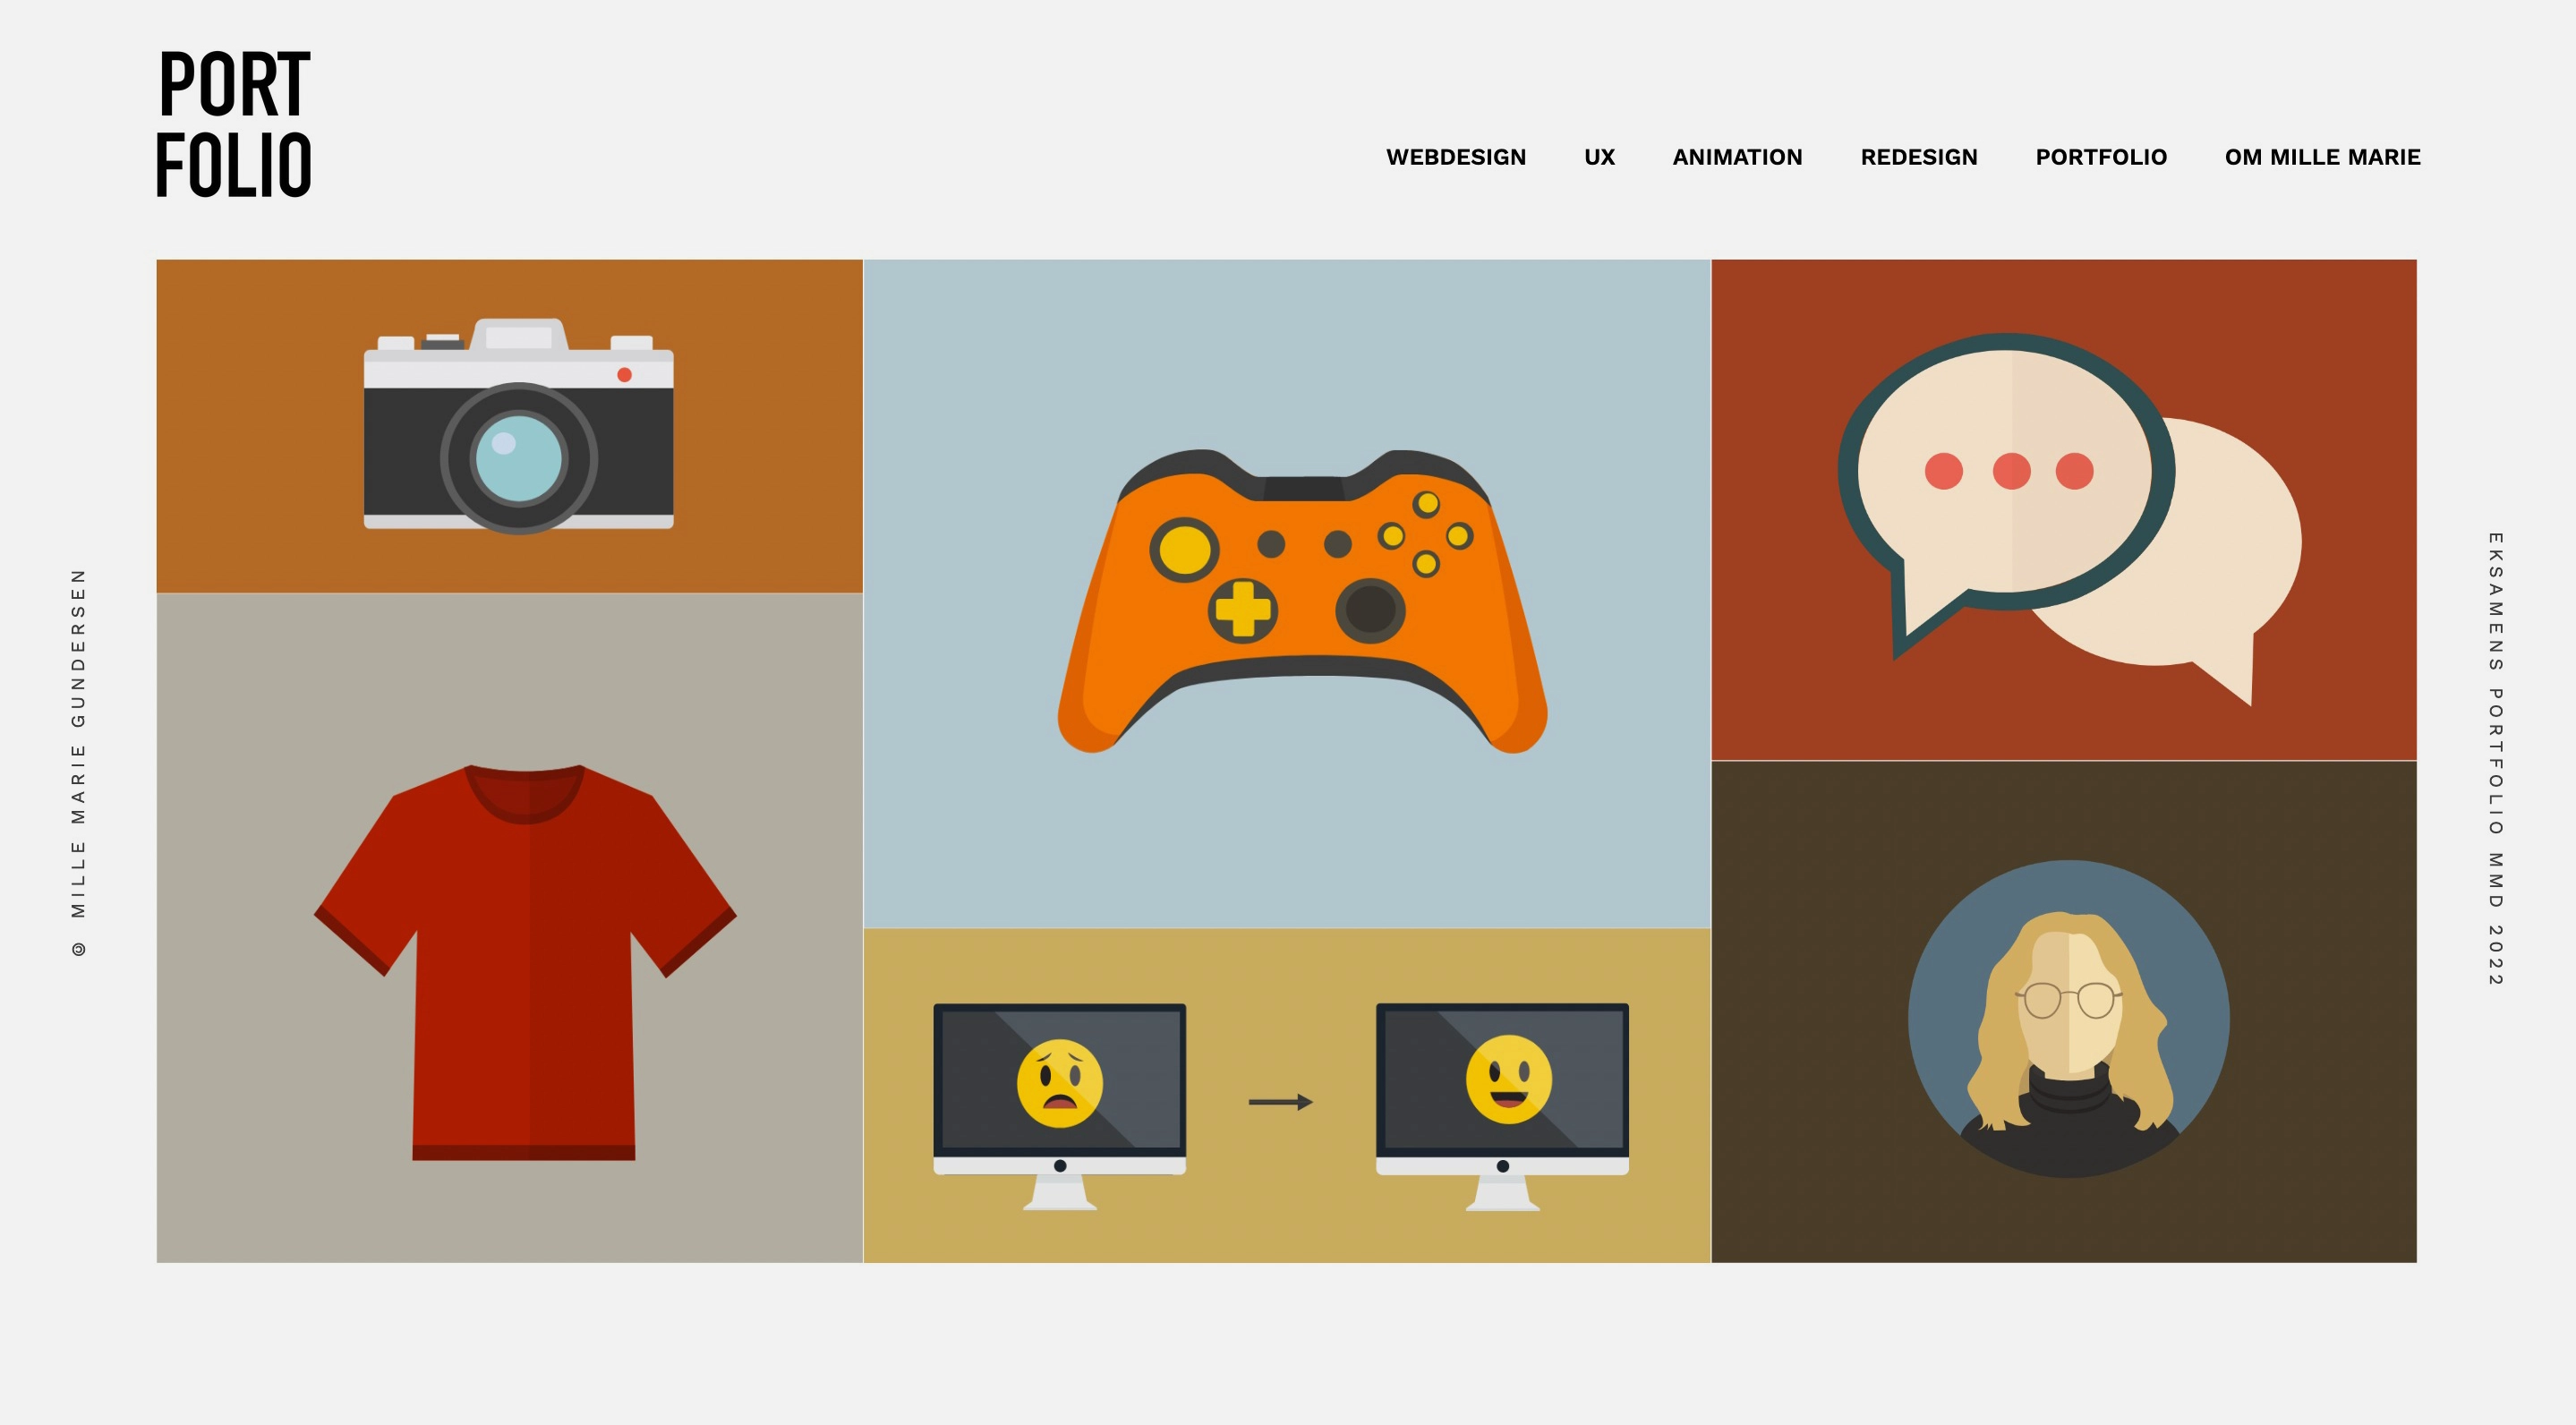 PORT
FOLIO
WEBDESIGN UX ANIMATION REDESIGN PORTFOLIO OM MILLE MARIE
© MILLE MARIE GUNDERSEN
EKSAMENS PORTFOLIO MMD 2022